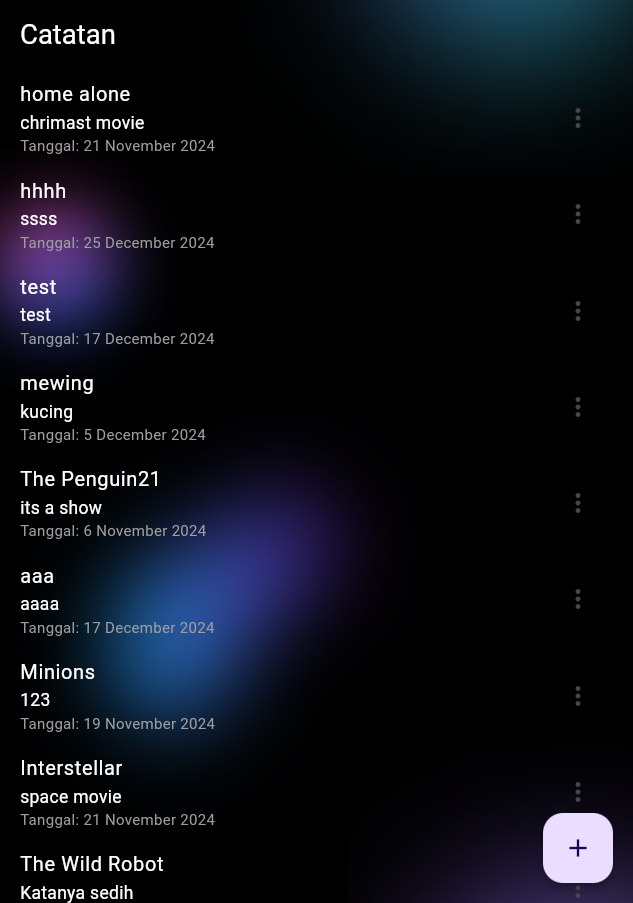 Catatan
home alone
chrimast movie
Tanggal: 21 November 2024
hhhh
ssss
Tanggal: 25 December 2024
test
test
Tanggal: 17 December 2024
mewing
kucing
Tanggal: 5 December 2024
The Penguin21
its a show
Tanggal: 6 November 2024
aaa
aaaa
Tanggal: 17 December 2024
Minions
123
Tanggal: 19 November 2024
Interstellar
space movie
Tanggal: 21 November 2024
The Wild Robot
Katanya sedih